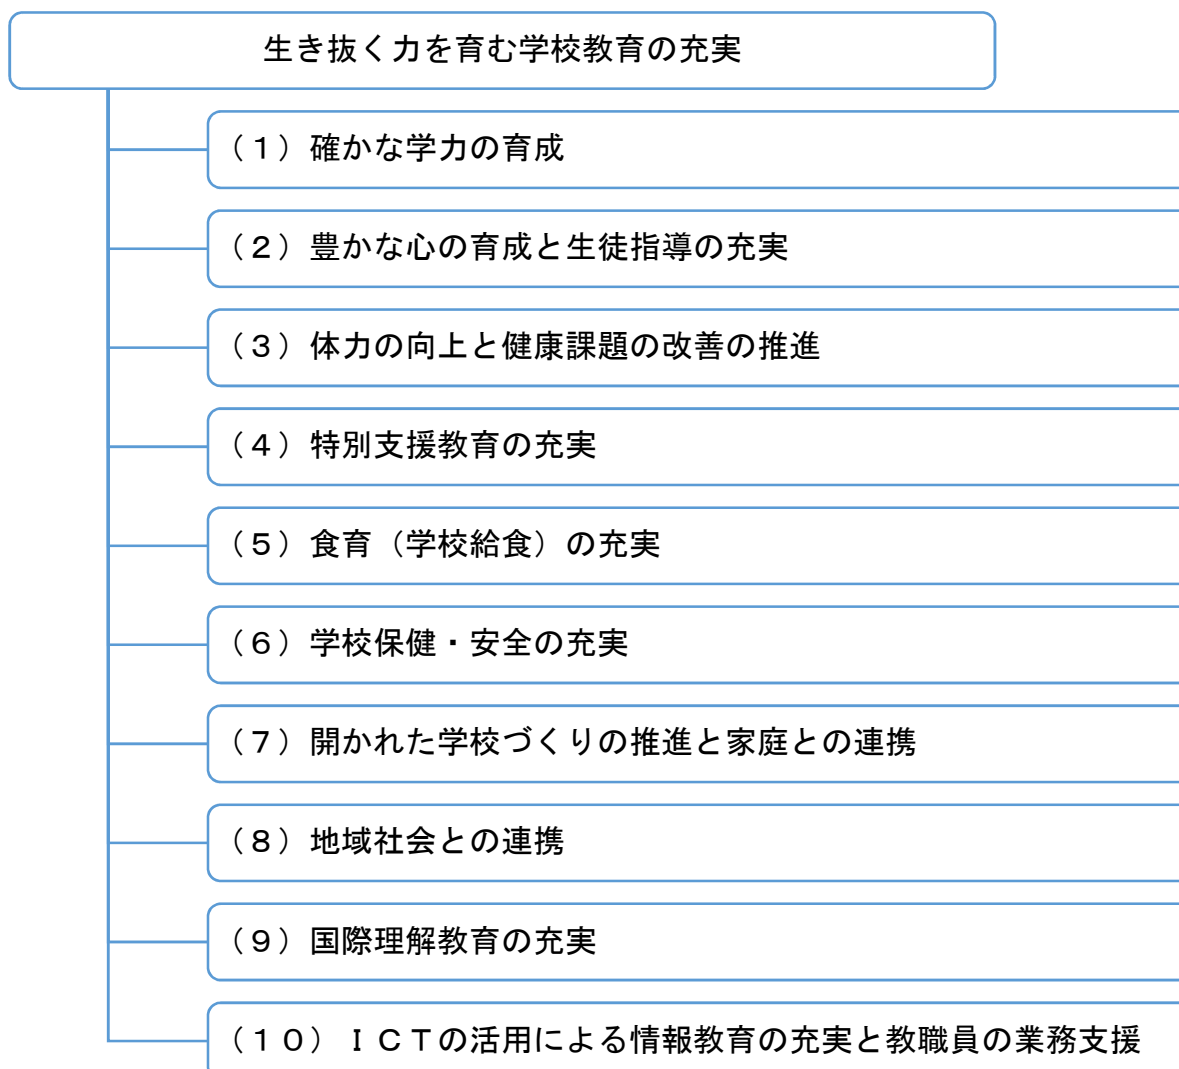 生き抜く力を育む学校教育の充実
（１）確かな学力の育成
（２）豊かな心の育成と生徒指導の充実
（３）体力の向上と健康課題の改善の推進
（４）特別支援教育の充実
（５）食育（学校給食）の充実
（６）学校保健・安全の充実
（７）開かれた学校づくりの推進と家庭との連携
（８）地域社会との連携
（９）国際理解教育の充実
（１０）ＩＣＴの活用による情報教育の充実と教職員の業務支援